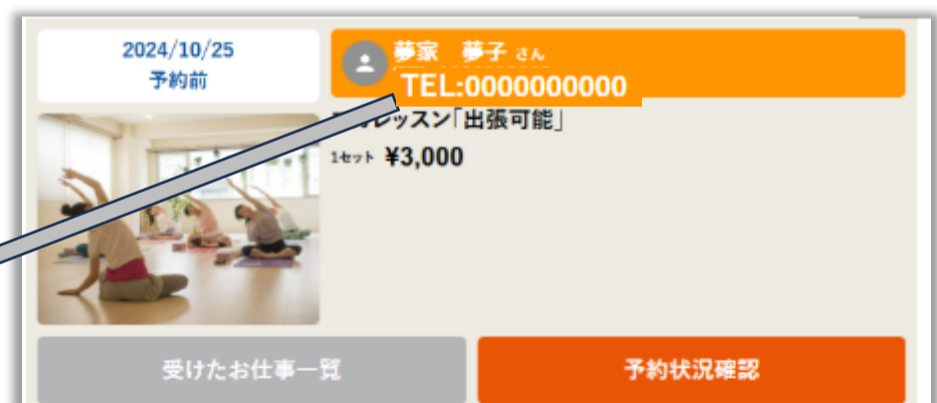 2024/10/25
予約前
夢家　夢子 さん
TEL:0000000000
レッスン「出張可能」
1セット ¥3,000
受けたお仕事一覧
予約状況確認